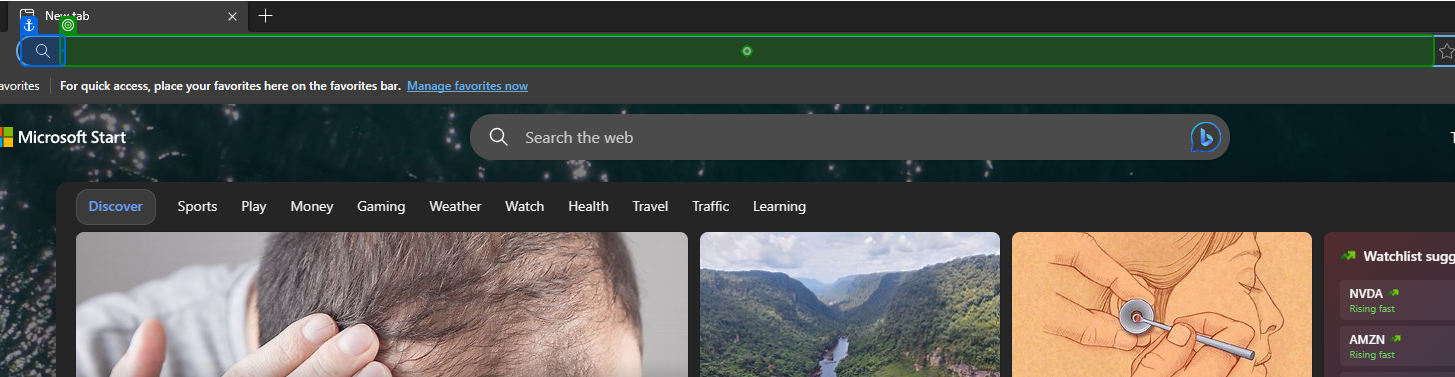 New tab
avorites For quick access, place your favorites here on the favorites bar. Manage favorites now
Microsoft Start
Search the web
T
Discover Sports Play Money Gaming Weather Watch Health Travel Traffic Learning
Watchlist sugg
NVDA
Rising fast
AMZN
Rising fast